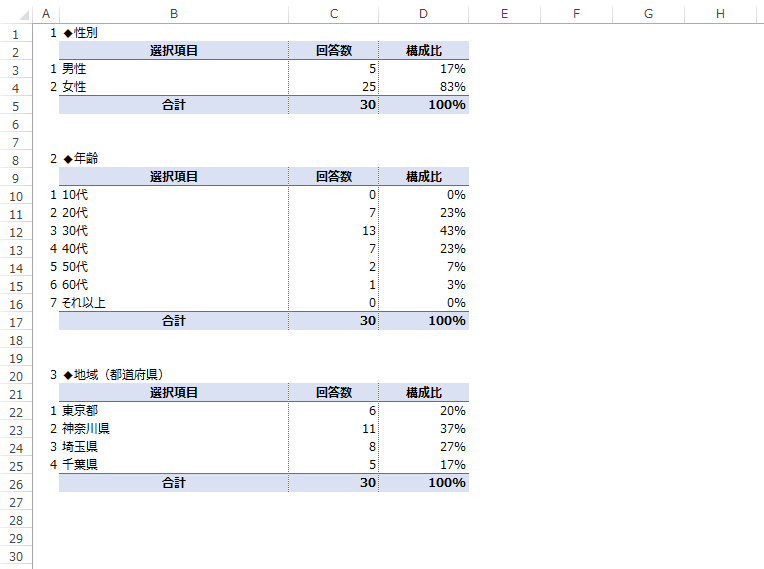 A B C D E F G H
1 1 ◆性別
2 選択項目 回答数 構成比
3 1 男性 5 17%
4 2 女性 25 83%
5 合計 30 100%
6
7
8 2 ◆年齢
9 選択項目 回答数 構成比
10 1 10代 0 0%
11 2 20代 7 23%
12 3 30代 13 43%
13 4 40代 7 23%
14 5 50代 2 7%
15 6 60代 1 3%
16 7 それ以上 0 0%
17 合計 30 100%
18
19
20 3 ◆地域（都道府県）
21 選択項目 回答数 構成比
22 1 東京都 6 20%
23 2 神奈川県 11 37%
24 3 埼玉県 8 27%
25 4 千葉県 5 17%
26 合計 30 100%
27
28
29
30